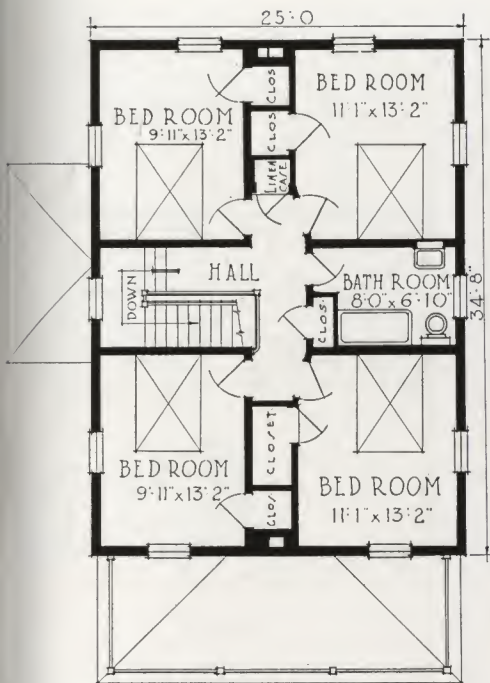 25'-0
BED ROOM
9'-11" x 13'-2"
CLOS
CLOS
LINEN
CASE
BED ROOM
11'-1" x 13'-2"
HALL
DOWN
BATH ROOM
8'-0" x 6'-10"
CLOS.
34'-8"
BED ROOM
9'-11" x 13'-2"
CLOSET
CLOS
BED ROOM
11'-1" x 13'-2"